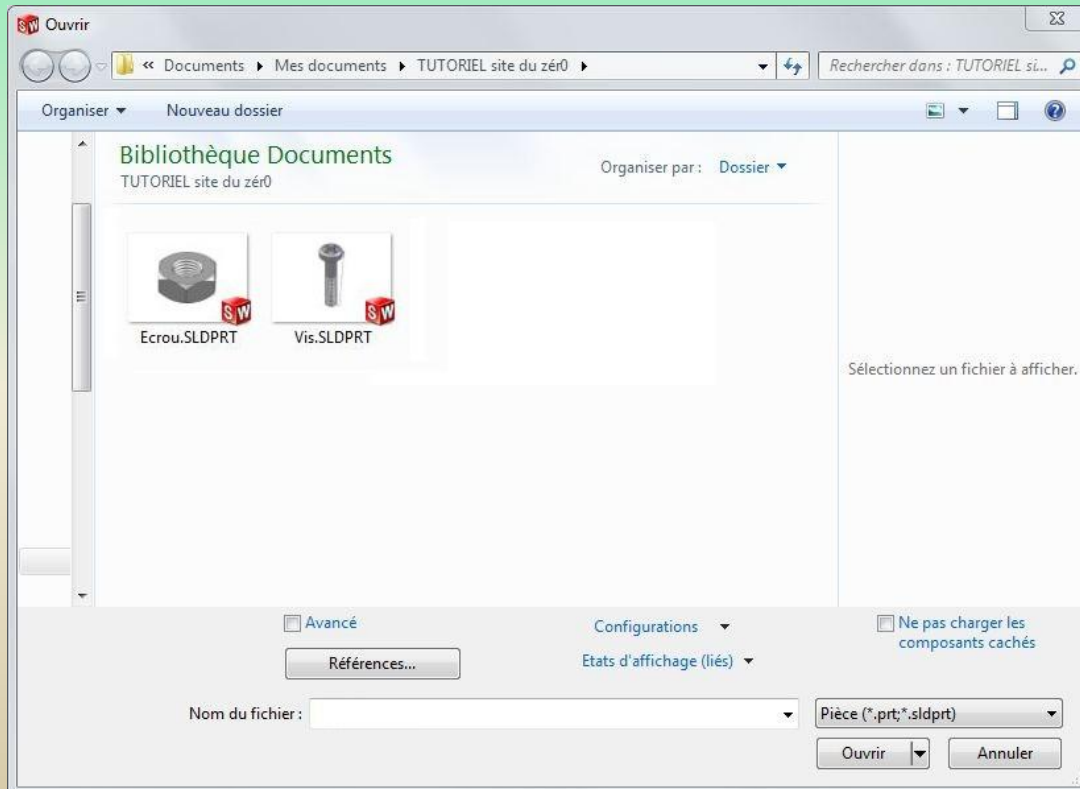 Ouvrir
« Documents ▸ Mes documents ▸ TUTORIEL site du zér0 ▸
Rechercher dans : TUTORIEL si...
Organiser ▾ Nouveau dossier
Bibliothèque Documents
TUTORIEL site du zér0
Organiser par : Dossier ▾
SW SW
Ecrou.SLDPRT Vis.SLDPRT
Sélectionnez un fichier à afficher.
Avancé
Configurations
Ne pas charger les
composants cachés
Références...
Etats d'affichage (liés)
Nom du fichier :
Pièce (*.prt;*.sldprt)
Ouvrir Annuler